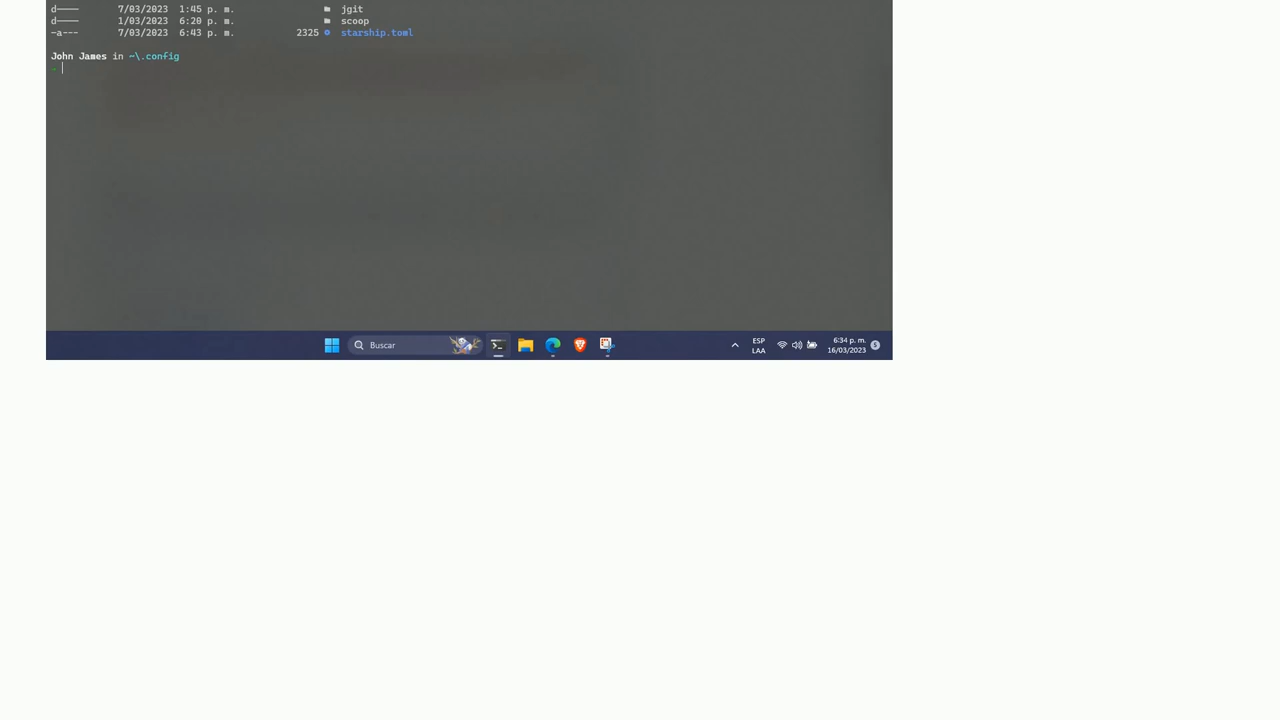 d---- 7/03/2023 1:45 p. m. jgit
d---- 1/03/2023 6:20 p. m. scoop
-a--- 7/03/2023 6:43 p. m. 2325 starship.toml
John James in ~\.config
Buscar
ESP
LAA
6:34 p. m.
16/03/2023